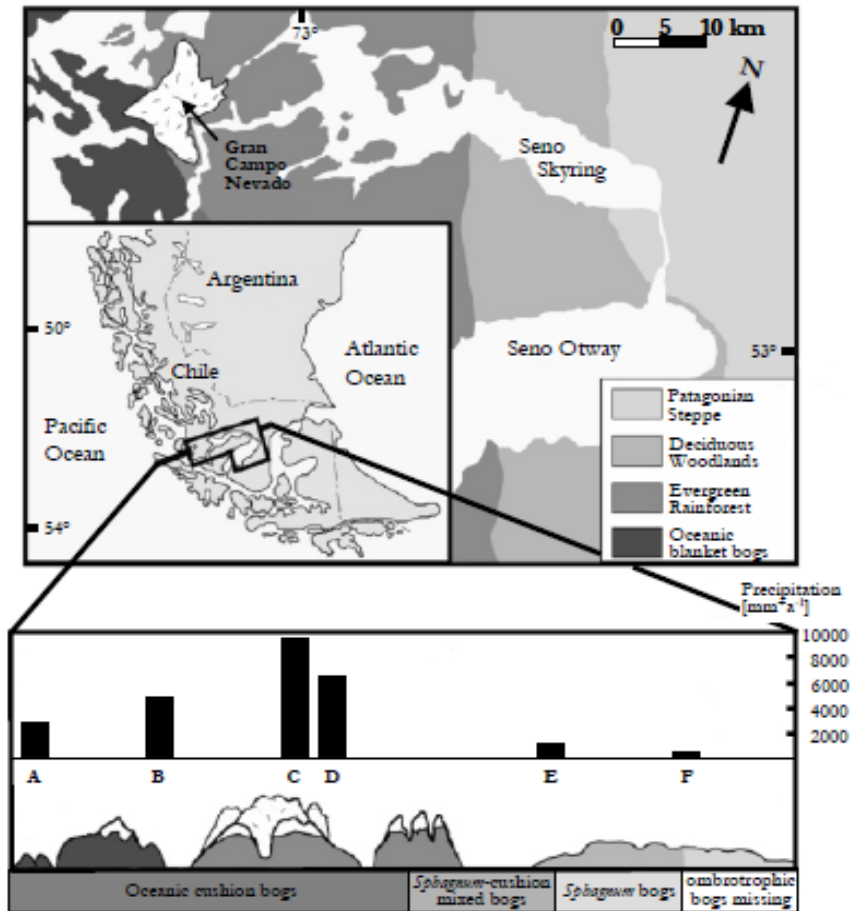 73°
0 5 10 km
N
Gran
Campo
Nevado
Seno
Skyring
Argentina
50°
Chile
Atlantic
Ocean
Pacific
Ocean
54°
Seno Otway
53°
Patagonian
Steppe
Deciduous
Woodlands
Evergreen
Rainforest
Oceanic
blanket bogs
Precipitation
[mm*a⁻¹]
10000
8000
6000
4000
2000
A B C D E F
Oceanic cushion bogs
Sphagnum-cushion
mixed bogs
Sphagnum bogs
ombrotrophic
bogs missing